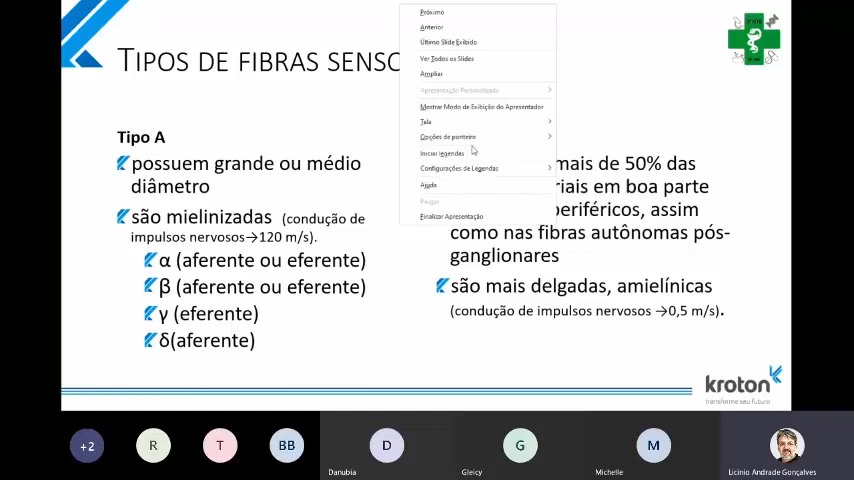 TIPOS DE FIBRAS SENSO
Próximo
Anterior
Último Slide Exibido
Ver Todos os Slides
Ampliar
Apresentação Personalizada
Mostrar Modo de Exibição do Apresentador
Tela
Opções de ponteiro
Iniciar legendas
Configurações de Legendas
Ajuda
Pausar
Finalizar Apresentação
Tipo A
possuem grande ou médio
diâmetro
são mielinizadas (condução de
impulsos nervosos→120 m/s).
α (aferente ou eferente)
β (aferente ou eferente)
γ (eferente)
δ(aferente)
mais de 50% das
riais em boa parte
periféricos, assim
como nas fibras autônomas pós-
ganglionares
são mais delgadas, amielínicas
(condução de impulsos nervosos →0,5 m/s).
kroton
transforme seu futuro
+2
R
T
BB
D
Danubia
G
Gleicy
M
Michelle
Licinio Andrade Gonçalves